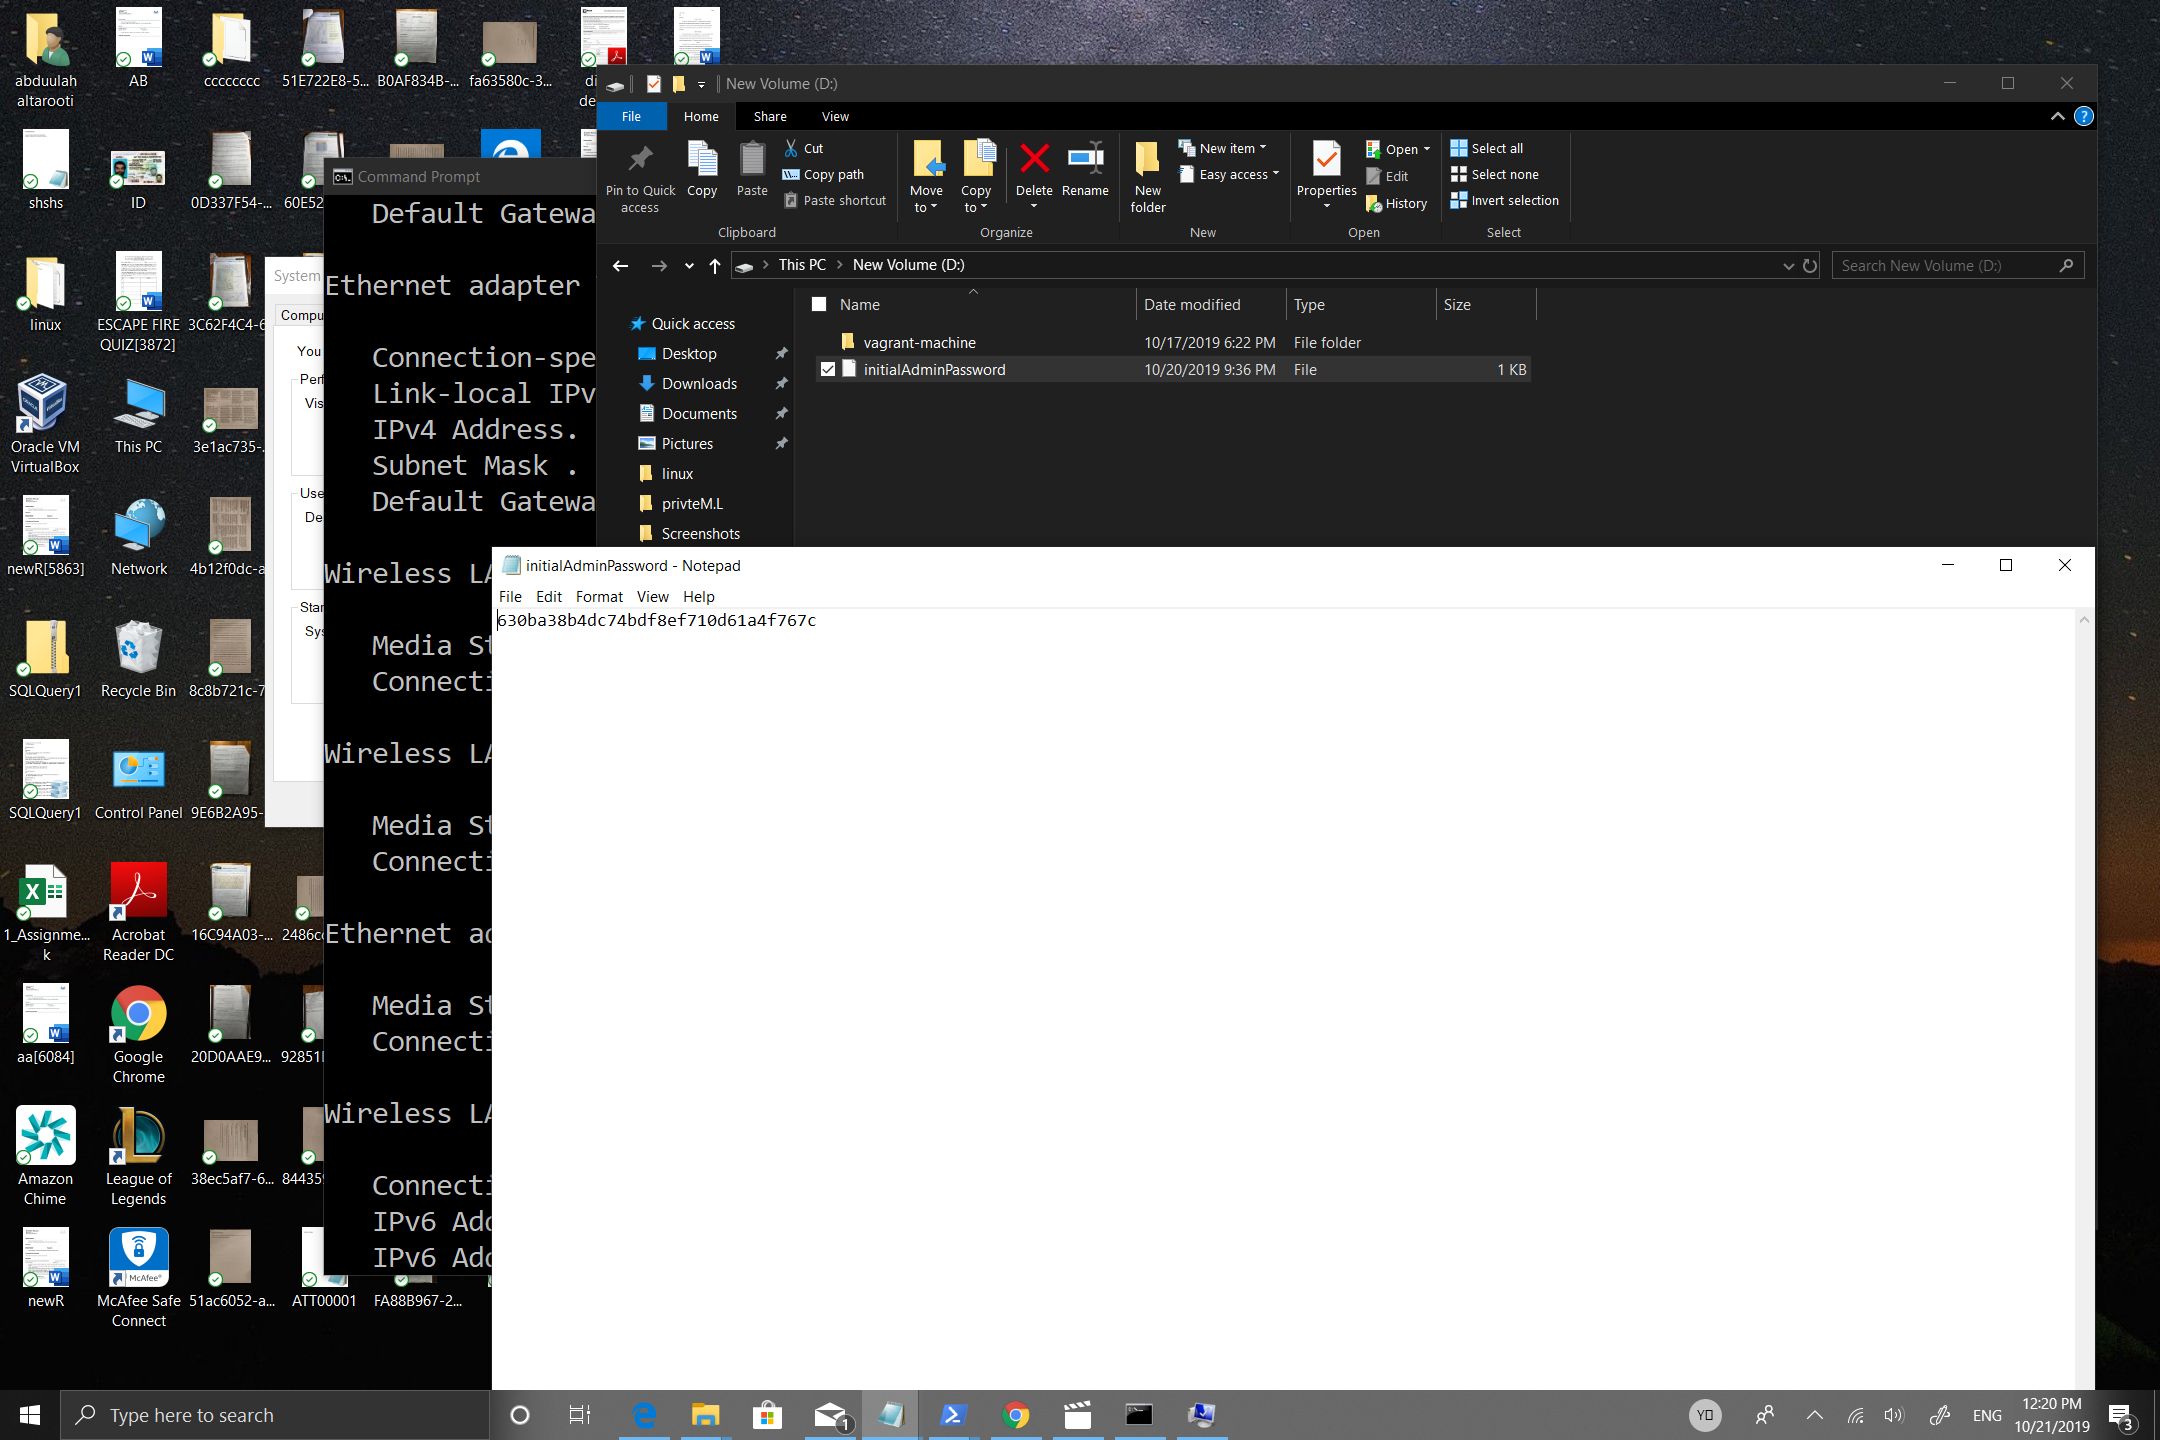 abduulah
altarooti
AB
cccccccc
51E722E8-5...
B0AF834B-...
fa63580c-3...
di
de
shshs
ID
0D337F54-...
60E52
linux
ESCAPE FIRE
QUIZ[3872]
3C62F4C4-6
Oracle VM
VirtualBox
This PC
3e1ac735-.
newR[5863]
Network
4b12f0dc-a
SQLQuery1
Recycle Bin
8c8b721c-7
SQLQuery1
Control Panel
9E6B2A95-
1_Assignme...
k
Acrobat
Reader DC
16C94A03-...
2486cc
aa[6084]
Google
Chrome
20D0AAE9...
Amazon
Chime
League of
Legends
38ec5af7-6...
84435
newR
McAfee®
McAfee Safe
Connect
51ac6052-a...
ATT00001
FA88B967-2...
System
Compu
You
Perf
Vis
Use
De
Star
Sys
Command Prompt
Default Gatewa
Ethernet adapter
Connection-spe
Link-local IPv
IPv4 Address.
Subnet Mask .
Default Gatewa
Wireless LA
Media St
Connecti
Wireless LA
Media St
Connecti
Ethernet ad
Media St
Connecti
Wireless LA
Connecti
IPv6 Add
IPv6 Add
New Volume (D:)
File
Home
Share
View
Pin to Quick
access
Copy
Paste
Cut
Copy path
Paste shortcut
Clipboard
Move
to
Copy
to
Delete
Rename
Organize
New
folder
New item
Easy access
New
Properties
Open
Edit
History
Open
Select all
Select none
Invert selection
Select
This PC
New Volume (D:)
Search New Volume (D:)
Quick access
Desktop
Downloads
Documents
Pictures
linux
privteM.L
Screenshots
Name
Date modified
Type
Size
vagrant-machine
10/17/2019 6:22 PM
File folder
initialAdminPassword
10/20/2019 9:36 PM
File
1 KB
initialAdminPassword - Notepad
File
Edit
Format
View
Help
630ba38b4dc74bdf8ef710d61a4f767c
Type here to search
1
ENG
12:20 PM
10/21/2019
3